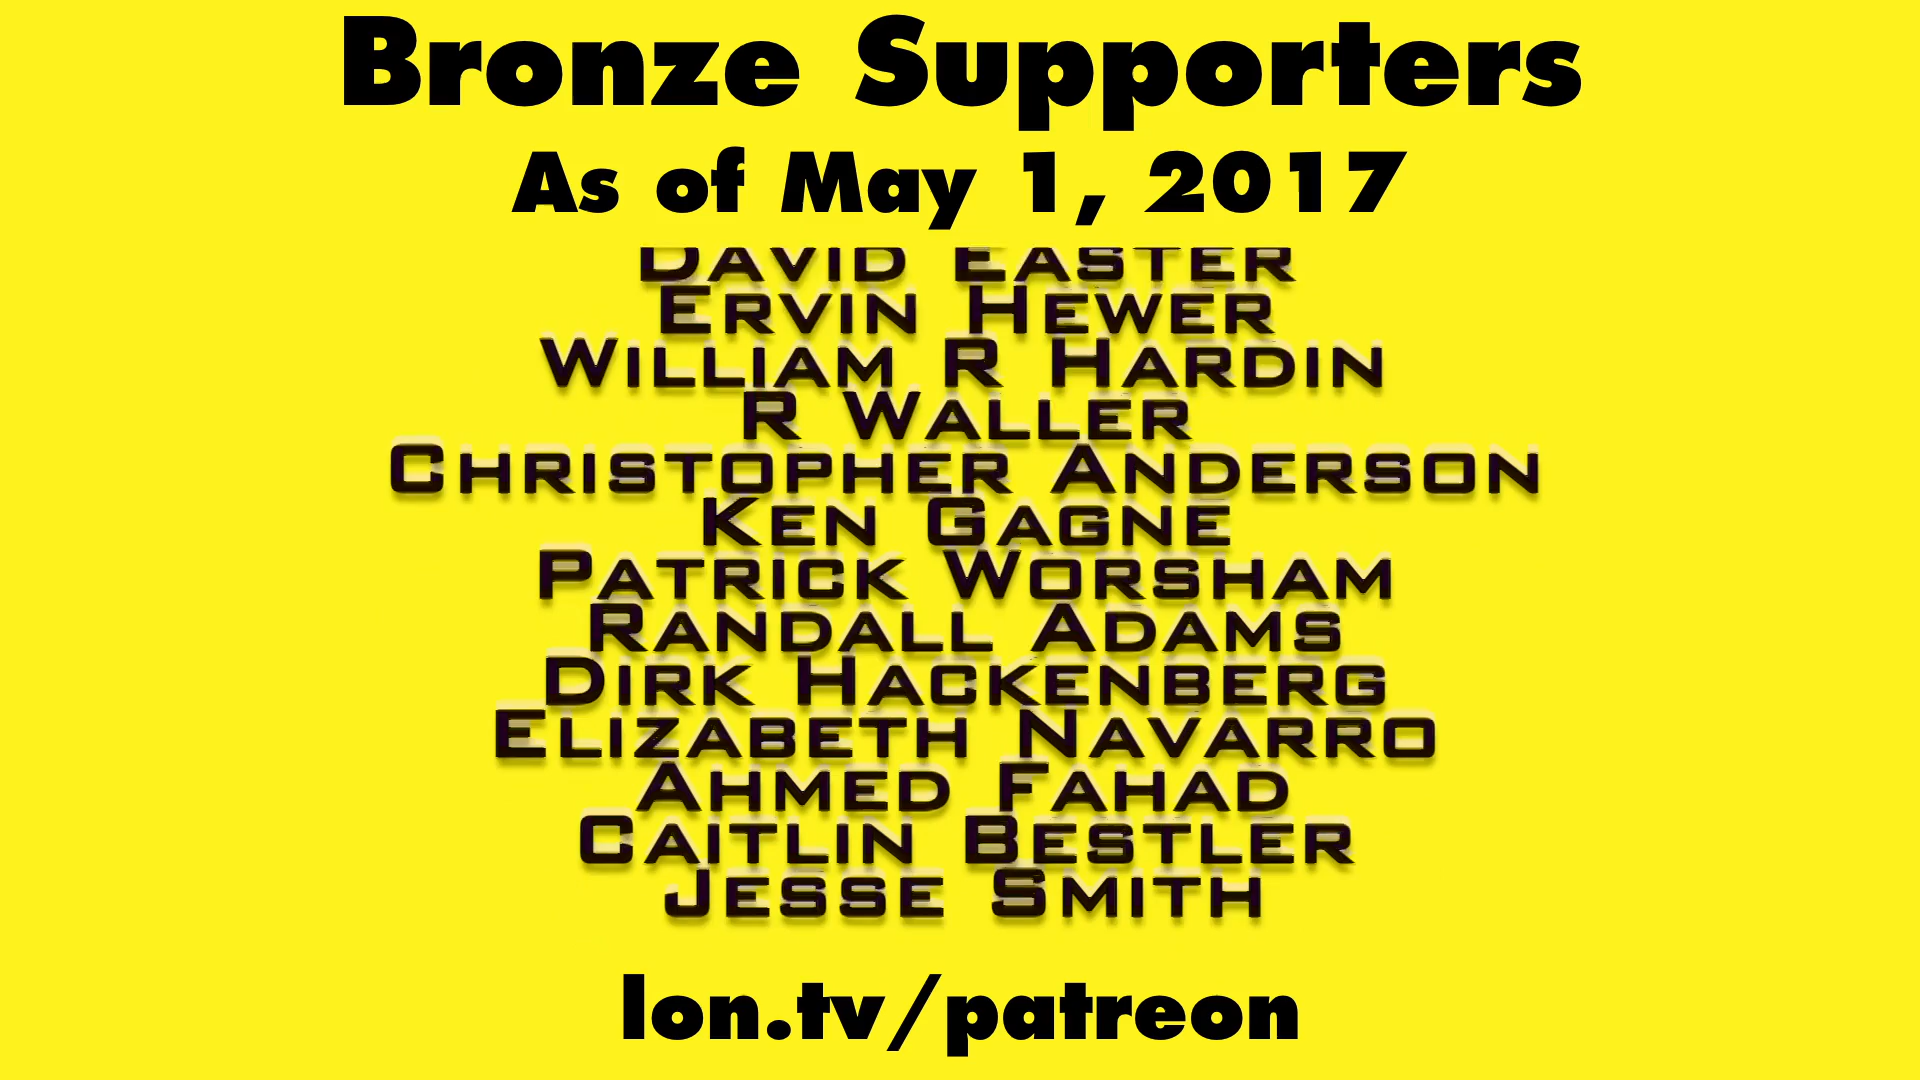 Bronze Supporters
As of May 1, 2017
David Easter
Ervin Hewer
William R Hardin
R Waller
Christopher Anderson
Ken Gagne
Patrick Worsham
Randall Adams
Dirk Hackenberg
Elizabeth Navarro
Ahmed Fahad
Caitlin Bestler
Jesse Smith
lon.tv/patreon